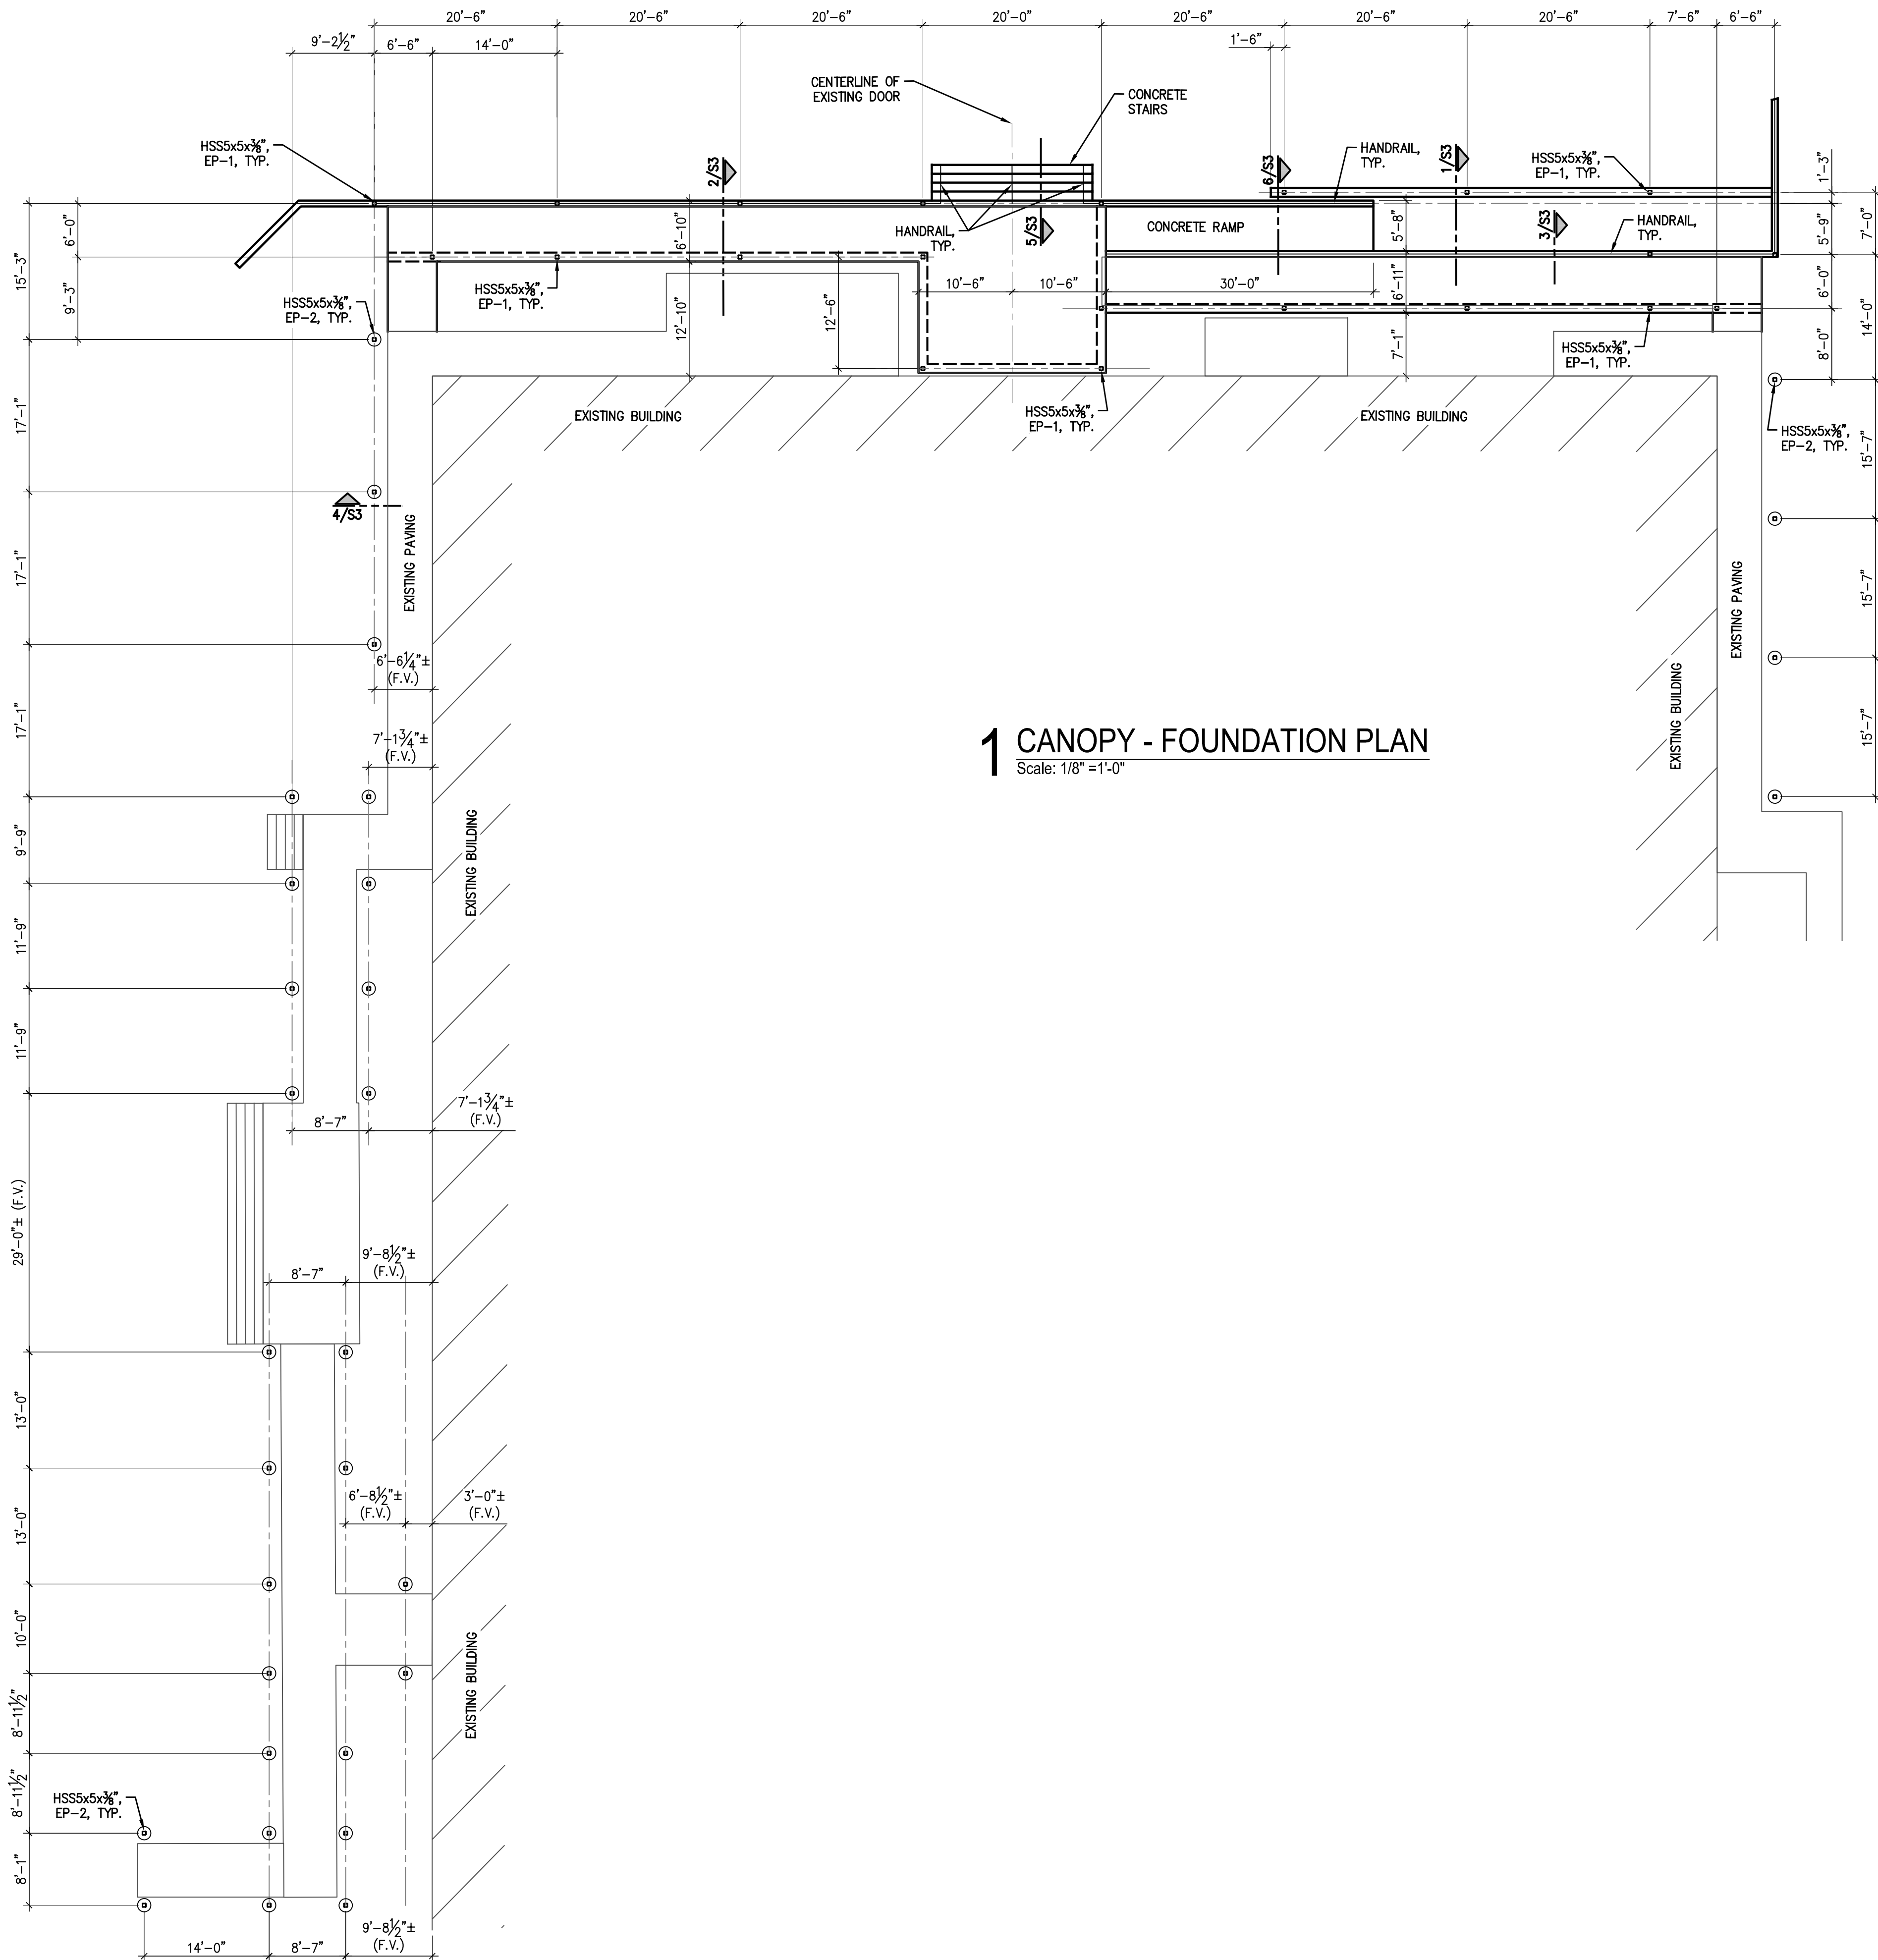 20'-6"
20'-6"
20'-6"
20'-0"
20'-6"
20'-6"
20'-6"
7'-6"
6'-6"
9'-2½"
6'-6"
14'-0"
1'-6"
CENTERLINE OF
EXISTING DOOR
CONCRETE
STAIRS
HSS5x5x⅜",
EP-1, TYP.
2/S3
6/S3
HANDRAIL,
TYP.
1/S3
HSS5x5x⅜",
EP-1, TYP.
1'-3"
15'-3"
6'-0"
9'-3"
6'-10"
HANDRAIL,
TYP.
5/S3
CONCRETE RAMP
5'-8"
3/S3
HANDRAIL,
TYP.
5'-9"
7'-0"
HSS5x5x⅜",
EP-2, TYP.
HSS5x5x⅜",
EP-1, TYP.
12'-10"
12'-6"
10'-6"
10'-6"
30'-0"
6'-11"
7'-1"
6'-0"
14'-0"
8'-0"
HSS5x5x⅜",
EP-1, TYP.
EXISTING BUILDING
HSS5x5x⅜",
EP-1, TYP.
EXISTING BUILDING
HSS5x5x⅜",
EP-2, TYP.
17'-1"
15'-7"
4/S3
EXISTING PAVING
17'-1"
EXISTING PAVING
15'-7"
6'-6¼"±
(F.V.)
EXISTING BUILDING
17'-1"
7'-1¾"±
(F.V.)
15'-7"
1 CANOPY - FOUNDATION PLAN
Scale: 1/8" =1'-0"
9'-9"
EXISTING BUILDING
11'-9"
11'-9"
8'-7"
7'-1¾"±
(F.V.)
29'-0"± (F.V.)
8'-7"
9'-8½"±
(F.V.)
13'-0"
6'-8½"±
(F.V.)
3'-0"±
(F.V.)
13'-0"
10'-0"
EXISTING BUILDING
8'-11½"
8'-11½"
HSS5x5x⅜",
EP-2, TYP.
8'-1"
14'-0"
8'-7"
9'-8½"±
(F.V.)